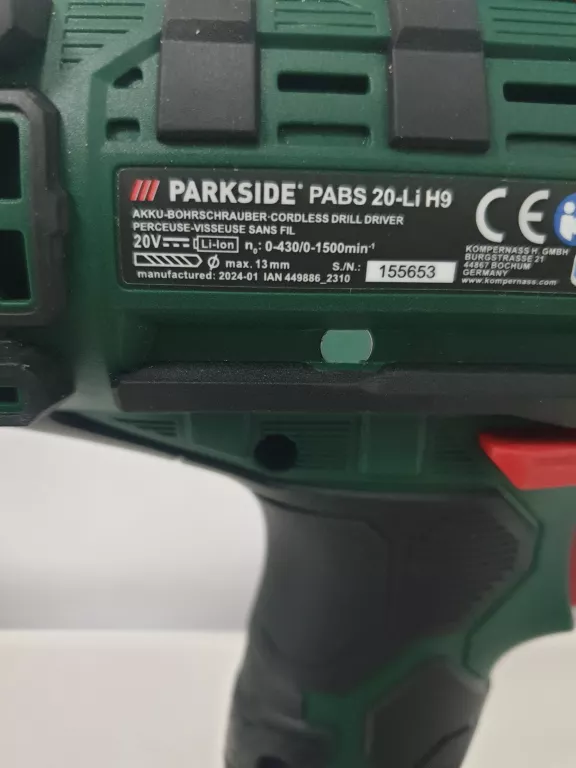 PARKSIDE® PABS 20-Li H9
AKKU-BOHRSCHRAUBER·CORDLESS DRILL DRIVER
PERCEUSE-VISSEUSE SANS FIL
20V Li-Ion n₀: 0-430/0-1500min⁻¹
Ø max. 13mm S./N.: 155653
manufactured: 2024-01 IAN 449886_2310
CE
KOMPERNASS H. GMBH
BURGSTRASSE 21
44867 BOCHUM
GERMANY
www.kompernass.com